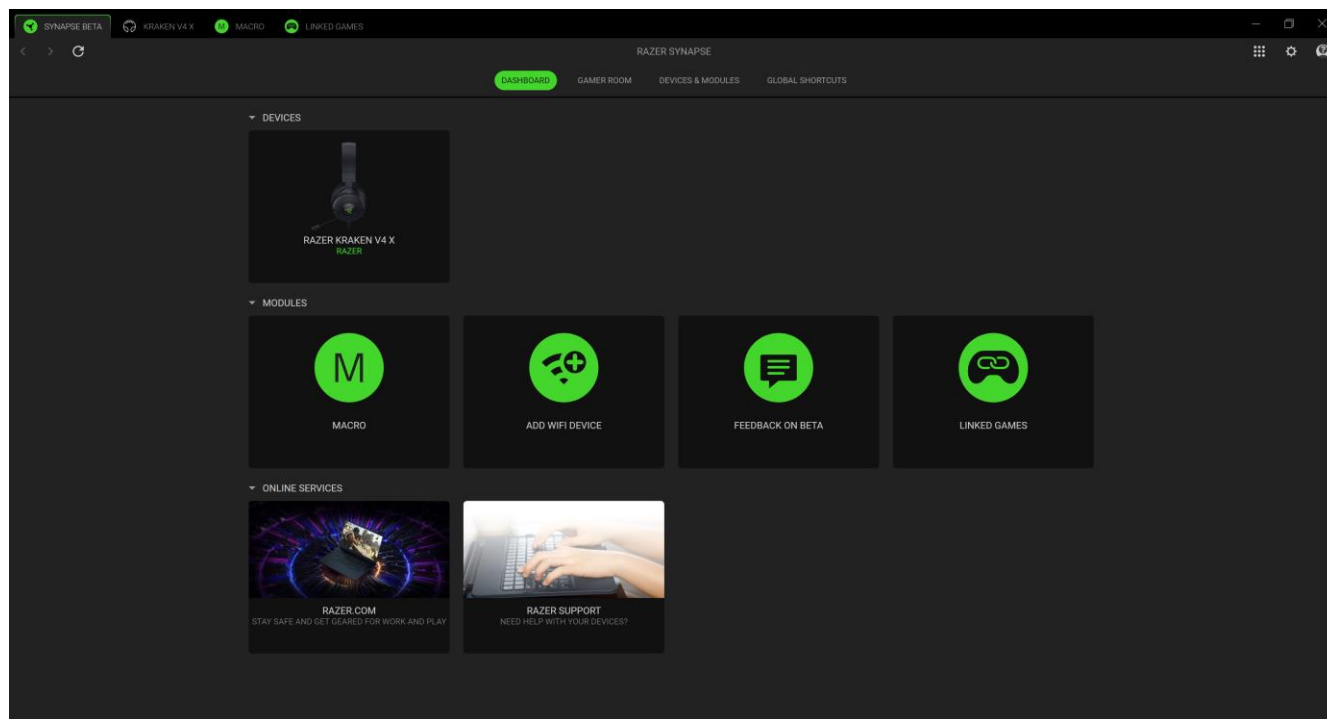 SYNAPSE BETA
KRAKEN V4 X
MACRO
LINKED GAMES
RAZER SYNAPSE
DASHBOARD
GAMER ROOM
DEVICES & MODULES
GLOBAL SHORTCUTS
DEVICES
RAZER KRAKEN V4 X
RAZER
MODULES
M
MACRO
ADD WIFI DEVICE
FEEDBACK ON BETA
LINKED GAMES
ONLINE SERVICES
RAZER.COM
STAY SAFE AND GET GEARED FOR WORK AND PLAY
RAZER SUPPORT
NEED HELP WITH YOUR DEVICES?